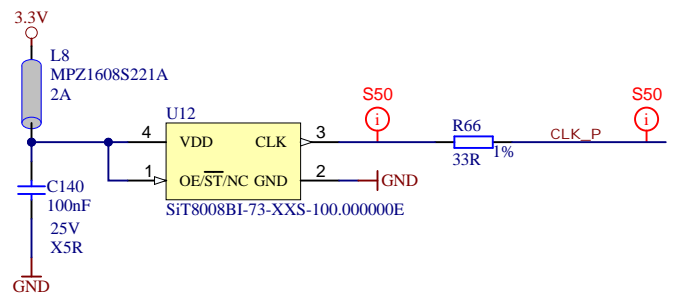 3.3V
L8
MPZ1608S221A
2A
U12
4
VDD
CLK
3
1
OE/ST/NC
GND
2
GND
SiT8008BI-73-XXS-100.000000E
C140
100nF
25V
X5R
GND
S50
i
R66
33R
1%
CLK_P
S50
i